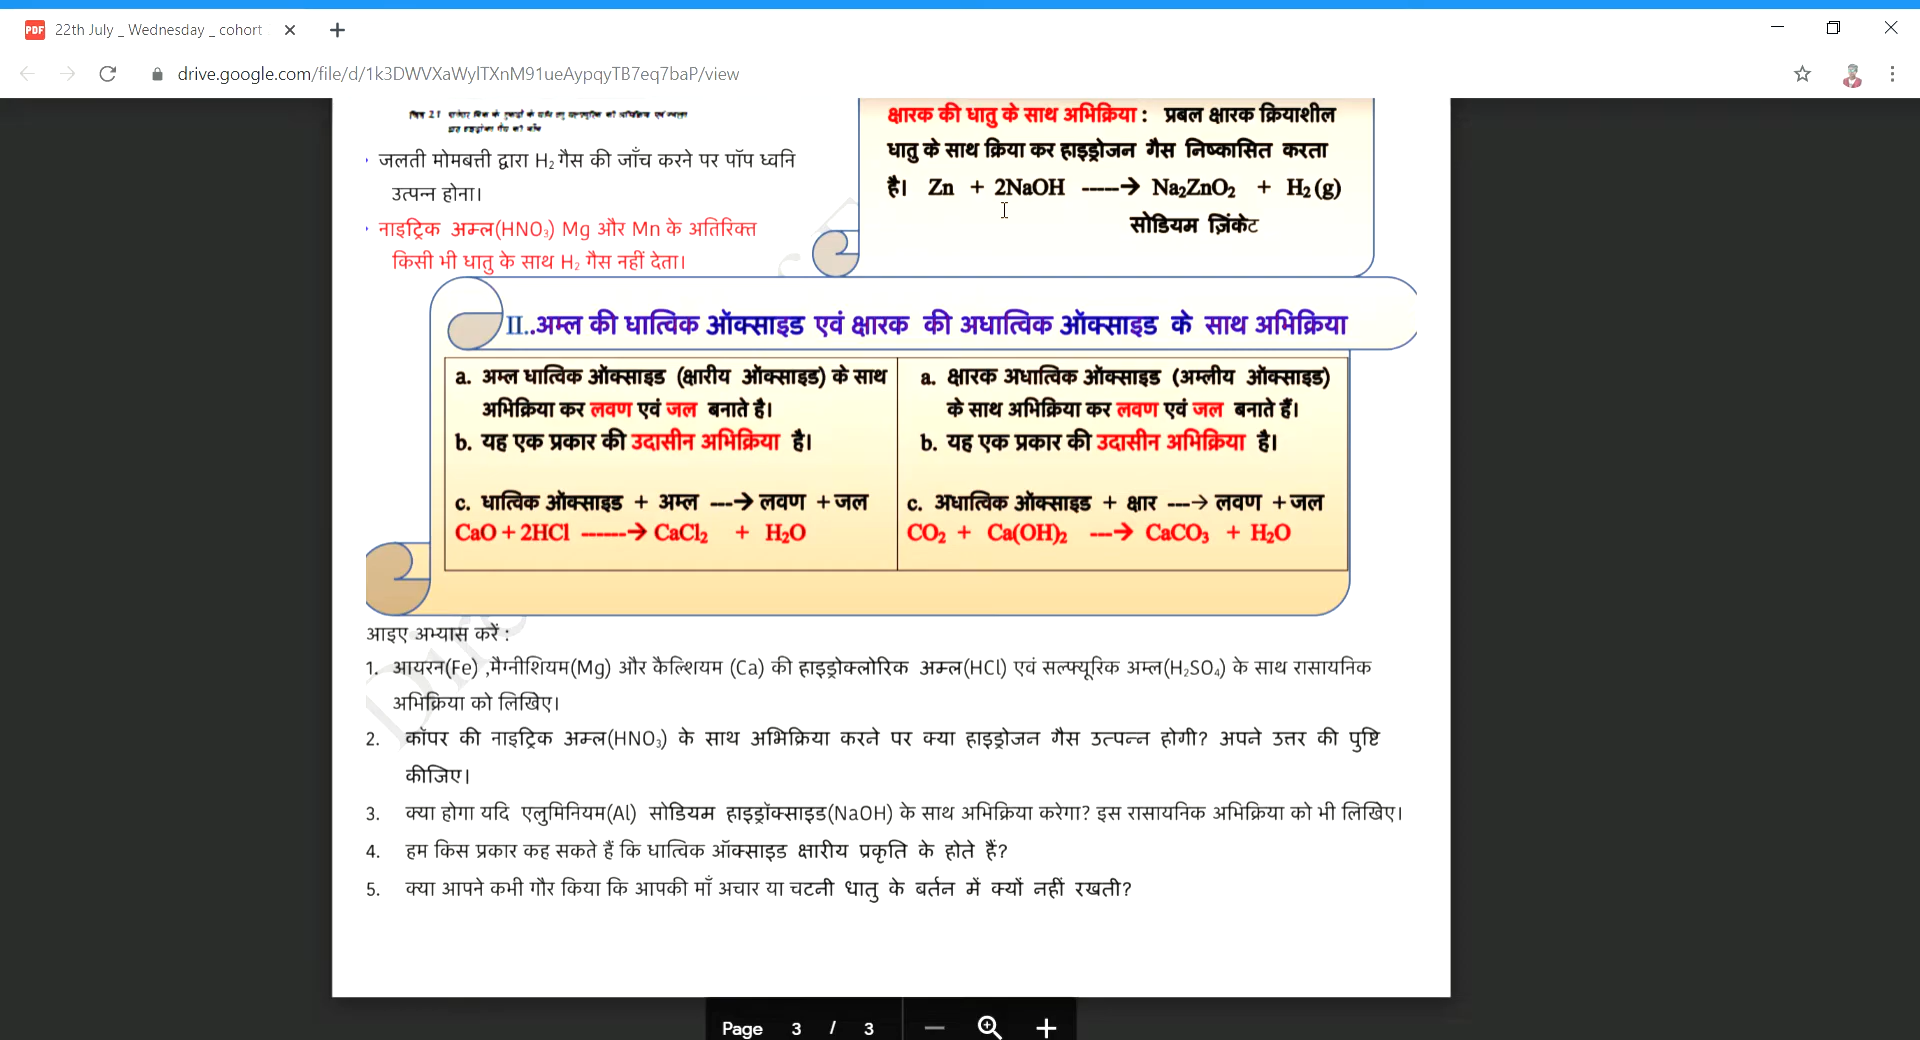 22th July _ Wednesday _ cohort
drive.google.com/file/d/1k3DWVXaWylTXnM91ueAypqyTB7eq7baP/view
जलती मोमबत्ती द्वारा H₂ गैस की जाँच करने पर पॉप ध्वनि
उत्पन्न होना।
नाइट्रिक अम्ल(HNO₃) Mg और Mn के अतिरिक्त
किसी भी धातु के साथ H₂ गैस नहीं देता।
क्षारक की धातु के साथ अभिक्रिया : प्रबल क्षारक क्रियाशील
धातु के साथ क्रिया कर हाइड्रोजन गैस निष्कासित करता
है। Zn + 2NaOH -----→ Na₂ZnO₂ + H₂ (g)
सोडियम ज़िंकेट
II..अम्ल की धात्विक ऑक्साइड एवं क्षारक की अधात्विक ऑक्साइड के साथ अभिक्रिया
a. अम्ल धात्विक ऑक्साइड (क्षारीय ऑक्साइड) के साथ
अभिक्रिया कर लवण एवं जल बनाते है।
b. यह एक प्रकार की उदासीन अभिक्रिया है।
c. धात्विक ऑक्साइड + अम्ल ---→ लवण + जल
CaO + 2HCl ------→ CaCl₂ + H₂O
a. क्षारक अधात्विक ऑक्साइड (अम्लीय ऑक्साइड)
के साथ अभिक्रिया कर लवण एवं जल बनाते हैं।
b. यह एक प्रकार की उदासीन अभिक्रिया है।
c. अधात्विक ऑक्साइड + क्षार ---→ लवण + जल
CO₂ + Ca(OH)₂ ---→ CaCO₃ + H₂O
आइए अभ्यास करें :
1. आयरन(Fe) ,मैग्नीशियम(Mg) और कैल्शियम (Ca) की हाइड्रोक्लोरिक अम्ल(HCl) एवं सल्फ्यूरिक अम्ल(H₂SO₄) के साथ रासायनिक
अभिक्रिया को लिखिए।
2. कॉपर की नाइट्रिक अम्ल(HNO₃) के साथ अभिक्रिया करने पर क्या हाइड्रोजन गैस उत्पन्न होगी? अपने उत्तर की पुष्टि
कीजिए।
3. क्या होगा यदि एलुमिनियम(Al) सोडियम हाइड्रॉक्साइड(NaOH) के साथ अभिक्रिया करेगा? इस रासायनिक अभिक्रिया को भी लिखिए।
4. हम किस प्रकार कह सकते हैं कि धात्विक ऑक्साइड क्षारीय प्रकृति के होते हैं?
5. क्या आपने कभी गौर किया कि आपकी माँ अचार या चटनी धातु के बर्तन में क्यों नहीं रखती?
Page 3 / 3